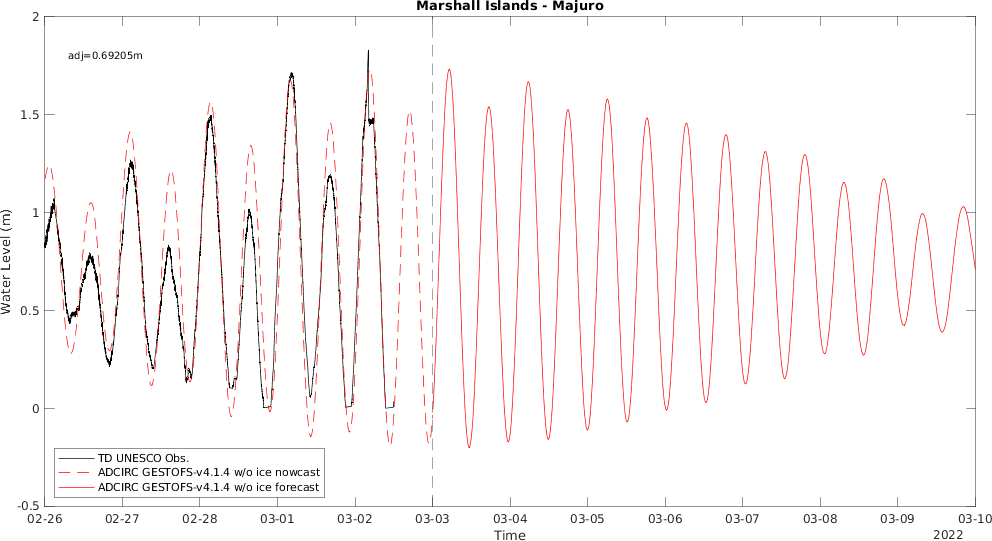 Marshall Islands - Majuro
2
adj=0.69205m
1.5
1
Water Level (m)
0.5
0
TD UNESCO Obs.
ADCIRC GESTOFS-v4.1.4 w/o ice nowcast
ADCIRC GESTOFS-v4.1.4 w/o ice forecast
-0.5
02-26 02-27 02-28 03-01 03-02 03-03 03-04 03-05 03-06 03-07 03-08 03-09 03-10
Time
2022